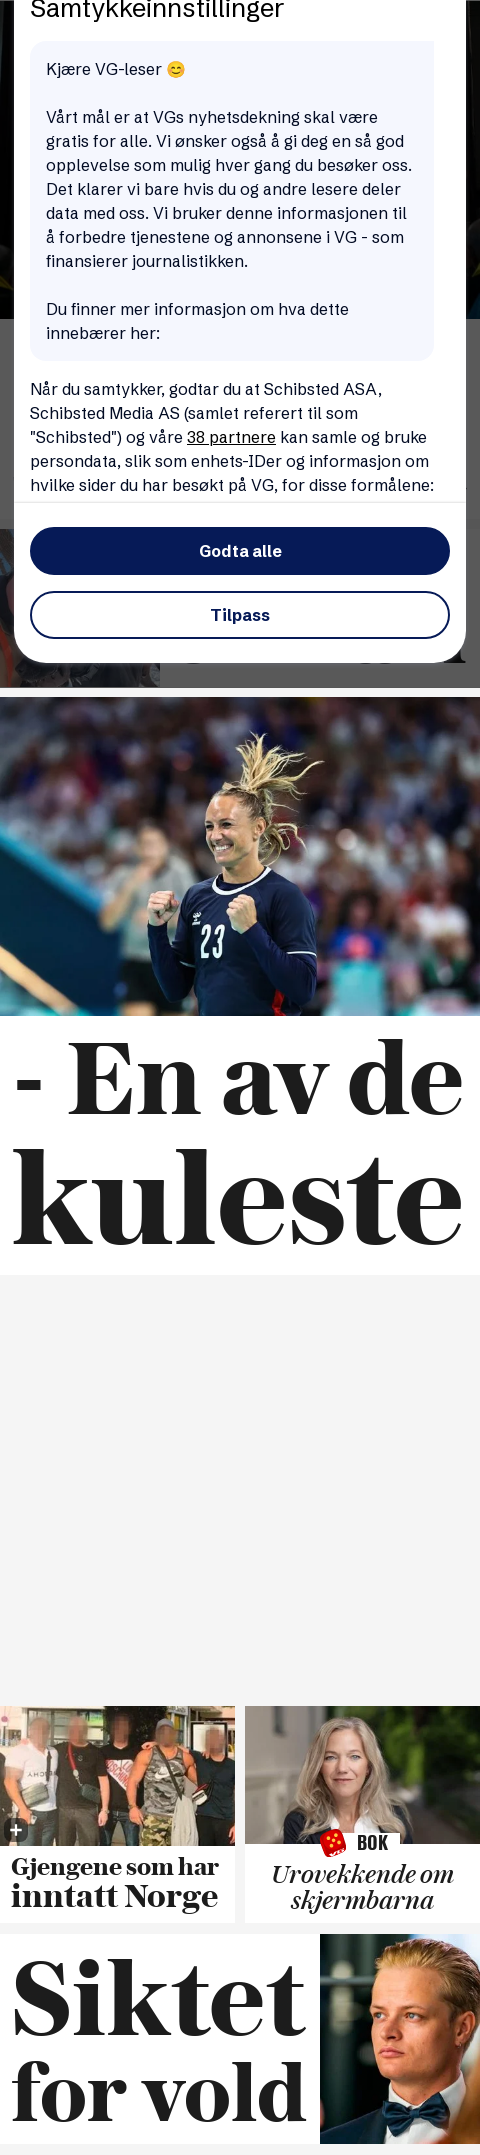 Samtykkeinnstillinger
Kjære VG-leser 😊
Vårt mål er at VGs nyhetsdekning skal være
gratis for alle. Vi ønsker også å gi deg en så god
opplevelse som mulig hver gang du besøker oss.
Det klarer vi bare hvis du og andre lesere deler
data med oss. Vi bruker denne informasjonen til
å forbedre tjenestene og annonsene i VG - som
finansierer journalistikken.
Du finner mer informasjon om hva dette
innebærer her:
Når du samtykker, godtar du at Schibsted ASA,
Schibsted Media AS (samlet referert til som
"Schibsted") og våre 38 partnere kan samle og bruke
persondata, slik som enhets-IDer og informasjon om
hvilke sider du har besøkt på VG, for disse formålene:
Godta alle
Tilpass
23
- En av de
kuleste
+
Gjengene som har
inntatt Norge
BOK
Urovekkende om
skjermbarna
Siktet
for vold